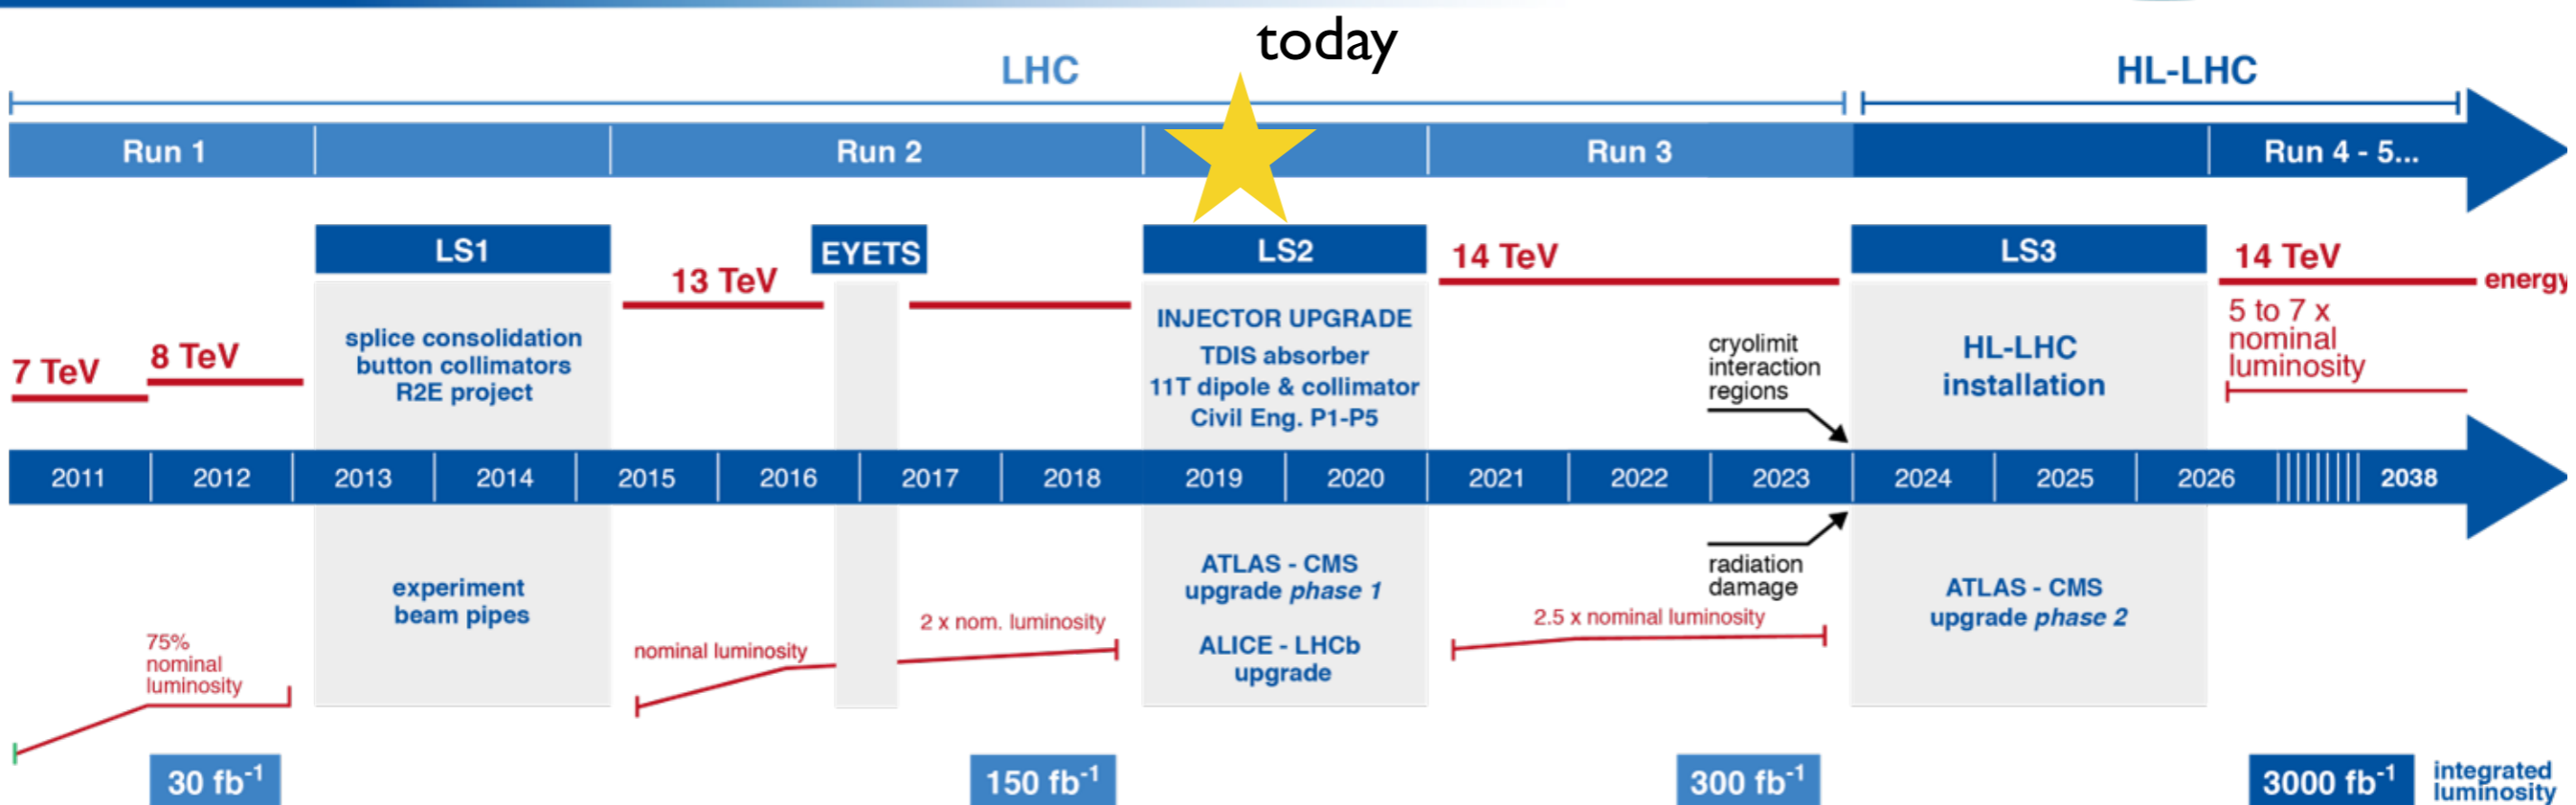 today
LHC
HL-LHC
Run 1
Run 2
Run 3
Run 4 - 5...
LS1
EYETS
LS2
LS3
13 TeV
14 TeV
14 TeV
energy
7 TeV
8 TeV
splice consolidation
button collimators
R2E project
INJECTOR UPGRADE
TDIS absorber
11T dipole & collimator
Civil Eng. P1-P5
cryolimit
interaction
regions
HL-LHC
installation
5 to 7 x
nominal
luminosity
2011
2012
2013
2014
2015
2016
2017
2018
2019
2020
2021
2022
2023
2024
2025
2026
2038
75%
nominal
luminosity
experiment
beam pipes
nominal luminosity
2 x nom. luminosity
ATLAS - CMS
upgrade phase 1
ALICE - LHCb
upgrade
2.5 x nominal luminosity
radiation
damage
ATLAS - CMS
upgrade phase 2
30 fb⁻¹
150 fb⁻¹
300 fb⁻¹
3000 fb⁻¹
integrated
luminosity